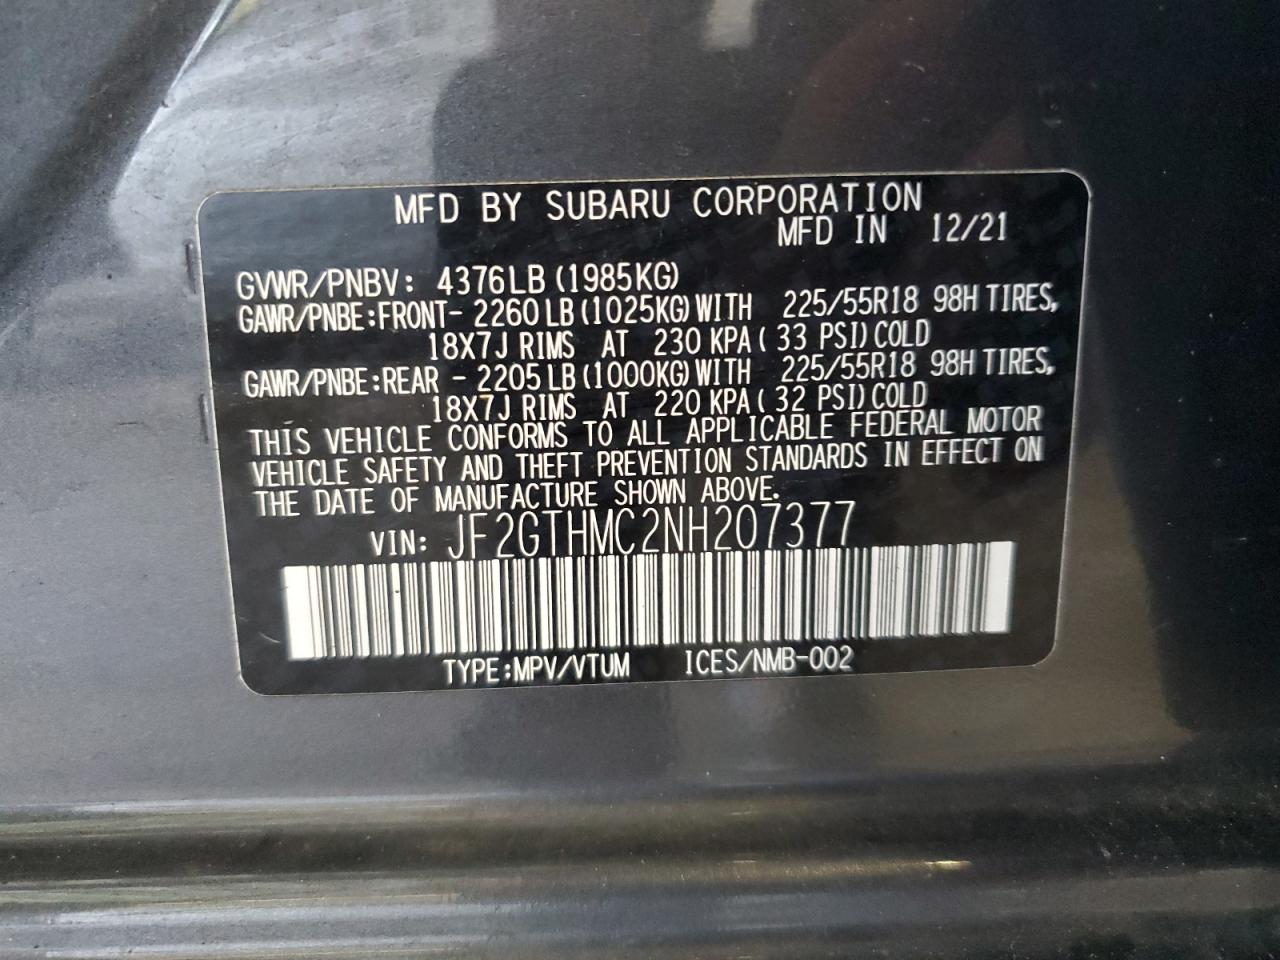 MFD BY SUBARU CORPORATION
MFD IN 12/21
GVWR/PNBV: 4376LB (1985KG)
GAWR/PNBE:FRONT- 2260LB (1025KG)WITH 225/55R18 98H TIRES,
18X7J RIMS AT 230 KPA ( 33 PSI)COLD
GAWR/PNBE:REAR - 2205LB (1000KG)WITH 225/55R18 98H TIRES,
18X7J RIMS AT 220 KPA ( 32 PSI)COLD
THIS VEHICLE CONFORMS TO ALL APPLICABLE FEDERAL MOTOR
VEHICLE SAFETY AND THEFT PREVENTION STANDARDS IN EFFECT ON
THE DATE OF MANUFACTURE SHOWN ABOVE.
VIN: JF2GTHMC2NH207377
TYPE:MPV/VTUM ICES/NMB-002